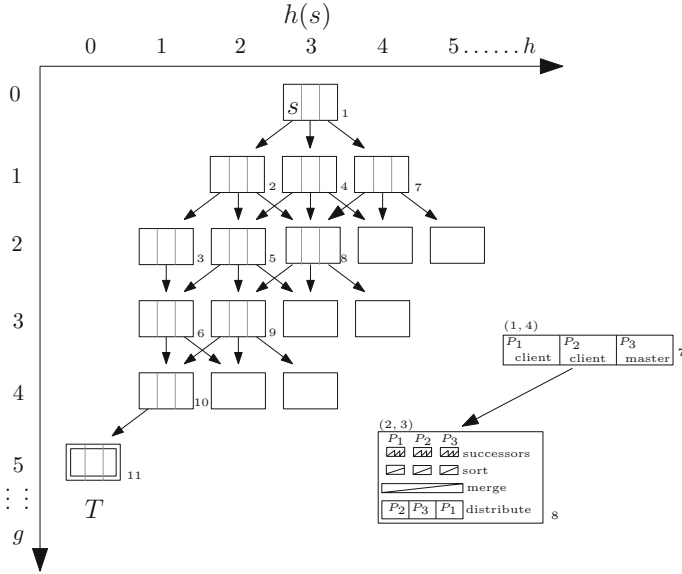 h(s)
0 1 2 3 4 5......h
0
s 1
1
2 4 7
2
3 5 8
3
6 9
(1, 4)
P1 P2 P3
client client master 7
4
10
(2, 3)
P1 P2 P3
successors
5
11
sort
merge
T
P2 P3 P1 distribute
8
g